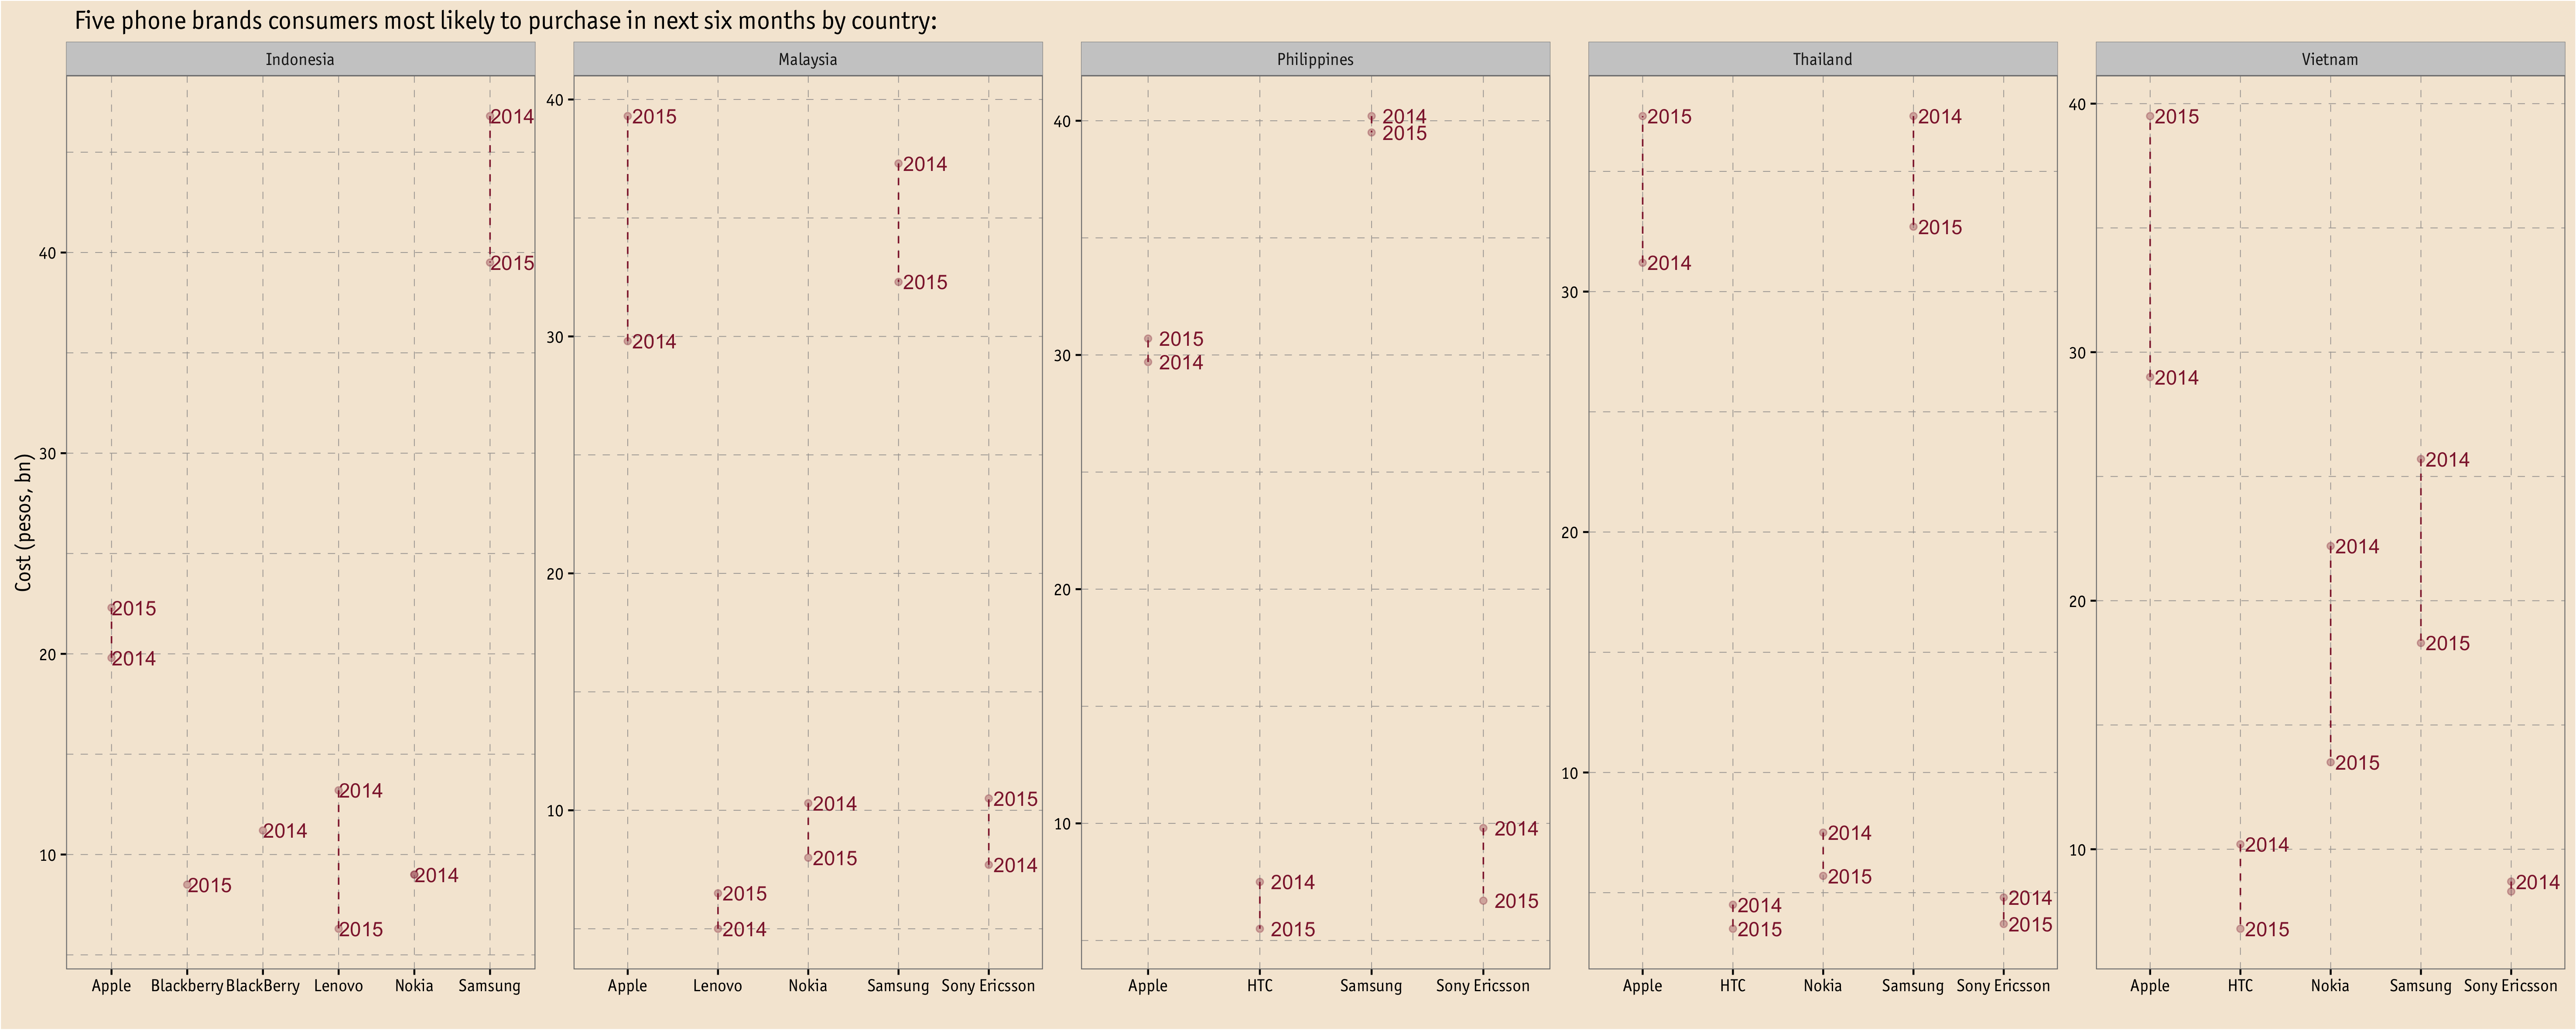 Five phone brands consumers most likely to purchase in next six months by country:
Indonesia
Malaysia
Philippines
Thailand
Vietnam
Cost (pesos, bn)
40
30
20
10
2014
2015
2015
2014
2014
2014
2015
2014
2015
Apple
Blackberry
BlackBerry
Lenovo
Nokia
Samsung
40
30
20
10
2015
2014
2014
2015
2014
2015
2015
2014
2015
2014
Apple
Lenovo
Nokia
Samsung
Sony Ericsson
40
30
20
10
2014
2015
2015
2014
2014
2015
2014
2015
Apple
HTC
Samsung
Sony Ericsson
30
20
10
2015
2014
2014
2015
2014
2015
2014
2015
2014
2015
Apple
HTC
Nokia
Samsung
Sony Ericsson
40
30
20
10
2015
2014
2014
2015
2014
2015
2014
2015
2014
Apple
HTC
Nokia
Samsung
Sony Ericsson